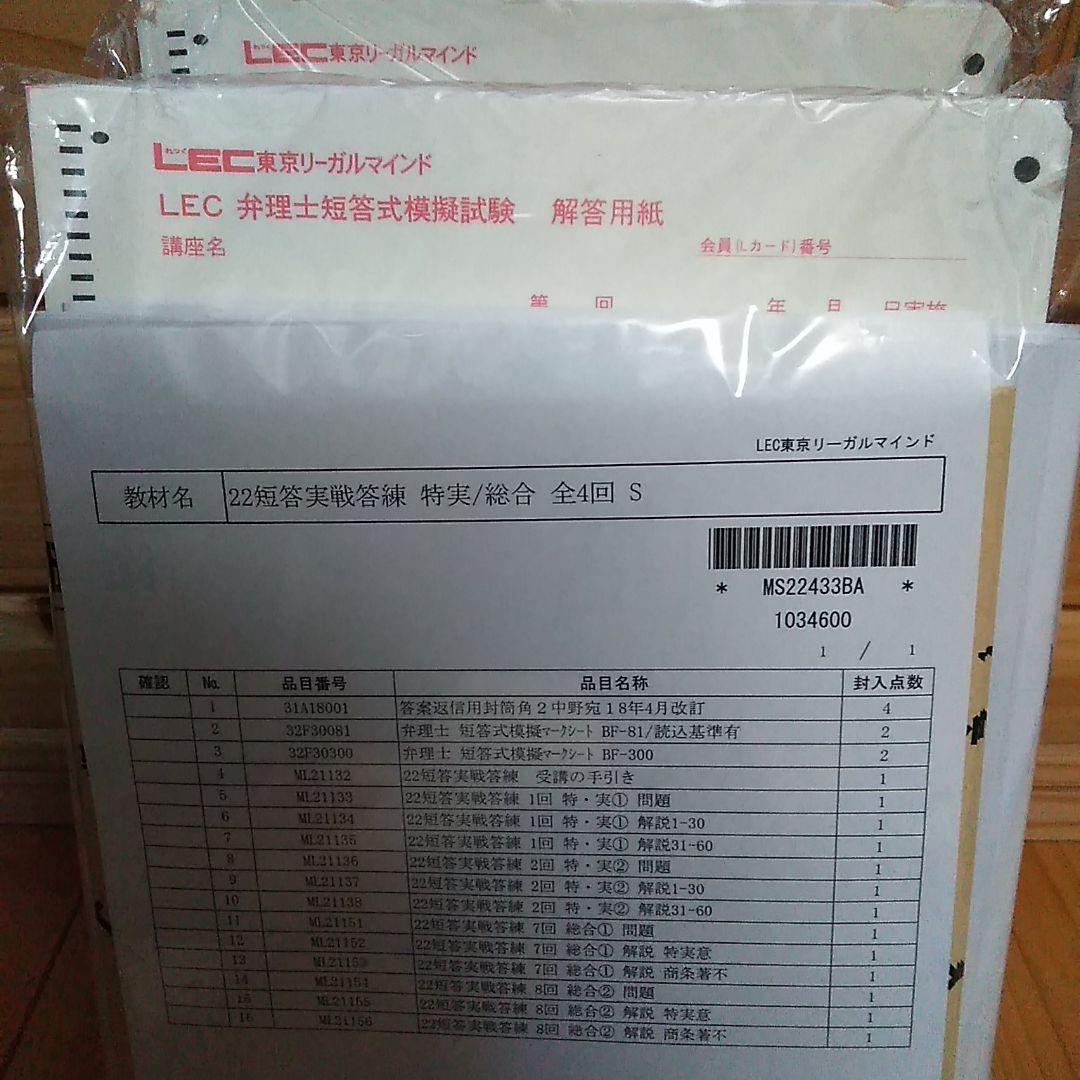 れっく
LEC東京リーガルマインド
れっく
LEC東京リーガルマインド
LEC 弁理士短答式模擬試験 解答用紙
講座名
会員(Lカード)番号
第 回 年 月 日実施
LEC東京リーガルマインド
教材名 22短答実戦答練 特実/総合 全4回 S
* MS22433BA *
1034600
1 / 1
確認 No. 品目番号 品目名称 封入点数
1 31A18001 答案返信用封筒角2中野宛18年4月改訂 4
2 32F30081 弁理士 短答式模擬マークシート BF-81/読込基準有 2
3 32F30300 弁理士 短答式模擬マークシート BF-300 2
4 ML21132 22短答実戦答練 受講の手引き 1
5 ML21133 22短答実戦答練 1回 特・実① 問題 1
6 ML21134 22短答実戦答練 1回 特・実① 解説1-30 1
7 ML21135 22短答実戦答練 1回 特・実① 解説31-60 1
8 ML21136 22短答実戦答練 2回 特・実② 問題 1
9 ML21137 22短答実戦答練 2回 特・実② 解説1-30 1
10 ML21138 22短答実戦答練 2回 特・実② 解説31-60 1
11 ML21151 22短答実戦答練 7回 総合① 問題 1
12 ML21152 22短答実戦答練 7回 総合① 解説 特実意 1
13 ML21153 22短答実戦答練 7回 総合① 解説 商条著不 1
14 ML21154 22短答実戦答練 8回 総合② 問題 1
15 ML21155 22短答実戦答練 8回 総合② 解説 特実意 1
16 ML21156 22短答実戦答練 8回 総合② 解説 商条著不 1